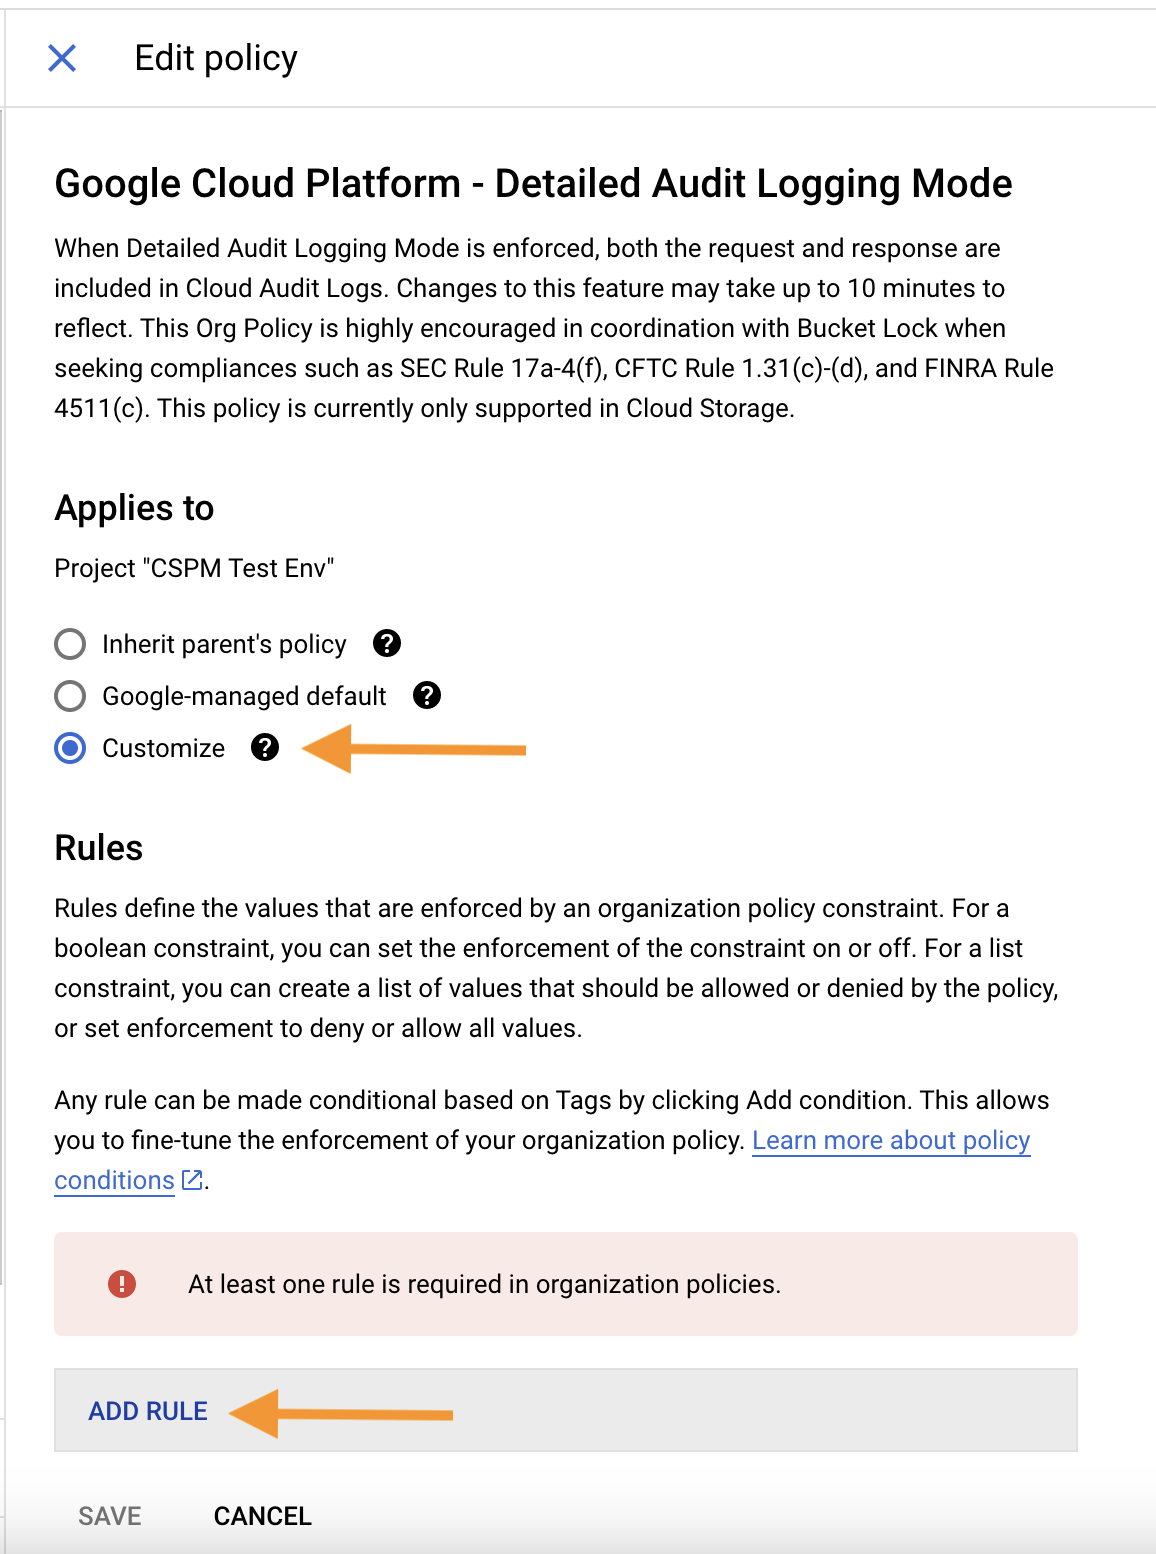 Edit policy
Google Cloud Platform - Detailed Audit Logging Mode
When Detailed Audit Logging Mode is enforced, both the request and response are
included in Cloud Audit Logs. Changes to this feature may take up to 10 minutes to
reflect. This Org Policy is highly encouraged in coordination with Bucket Lock when
seeking compliances such as SEC Rule 17a-4(f), CFTC Rule 1.31(c)-(d), and FINRA Rule
4511(c). This policy is currently only supported in Cloud Storage.
Applies to
Project "CSPM Test Env"
Inherit parent's policy
Google-managed default
Customize
Rules
Rules define the values that are enforced by an organization policy constraint. For a
boolean constraint, you can set the enforcement of the constraint on or off. For a list
constraint, you can create a list of values that should be allowed or denied by the policy,
or set enforcement to deny or allow all values.
Any rule can be made conditional based on Tags by clicking Add condition. This allows
you to fine-tune the enforcement of your organization policy. Learn more about policy
conditions.
At least one rule is required in organization policies.
ADD RULE
SAVE CANCEL